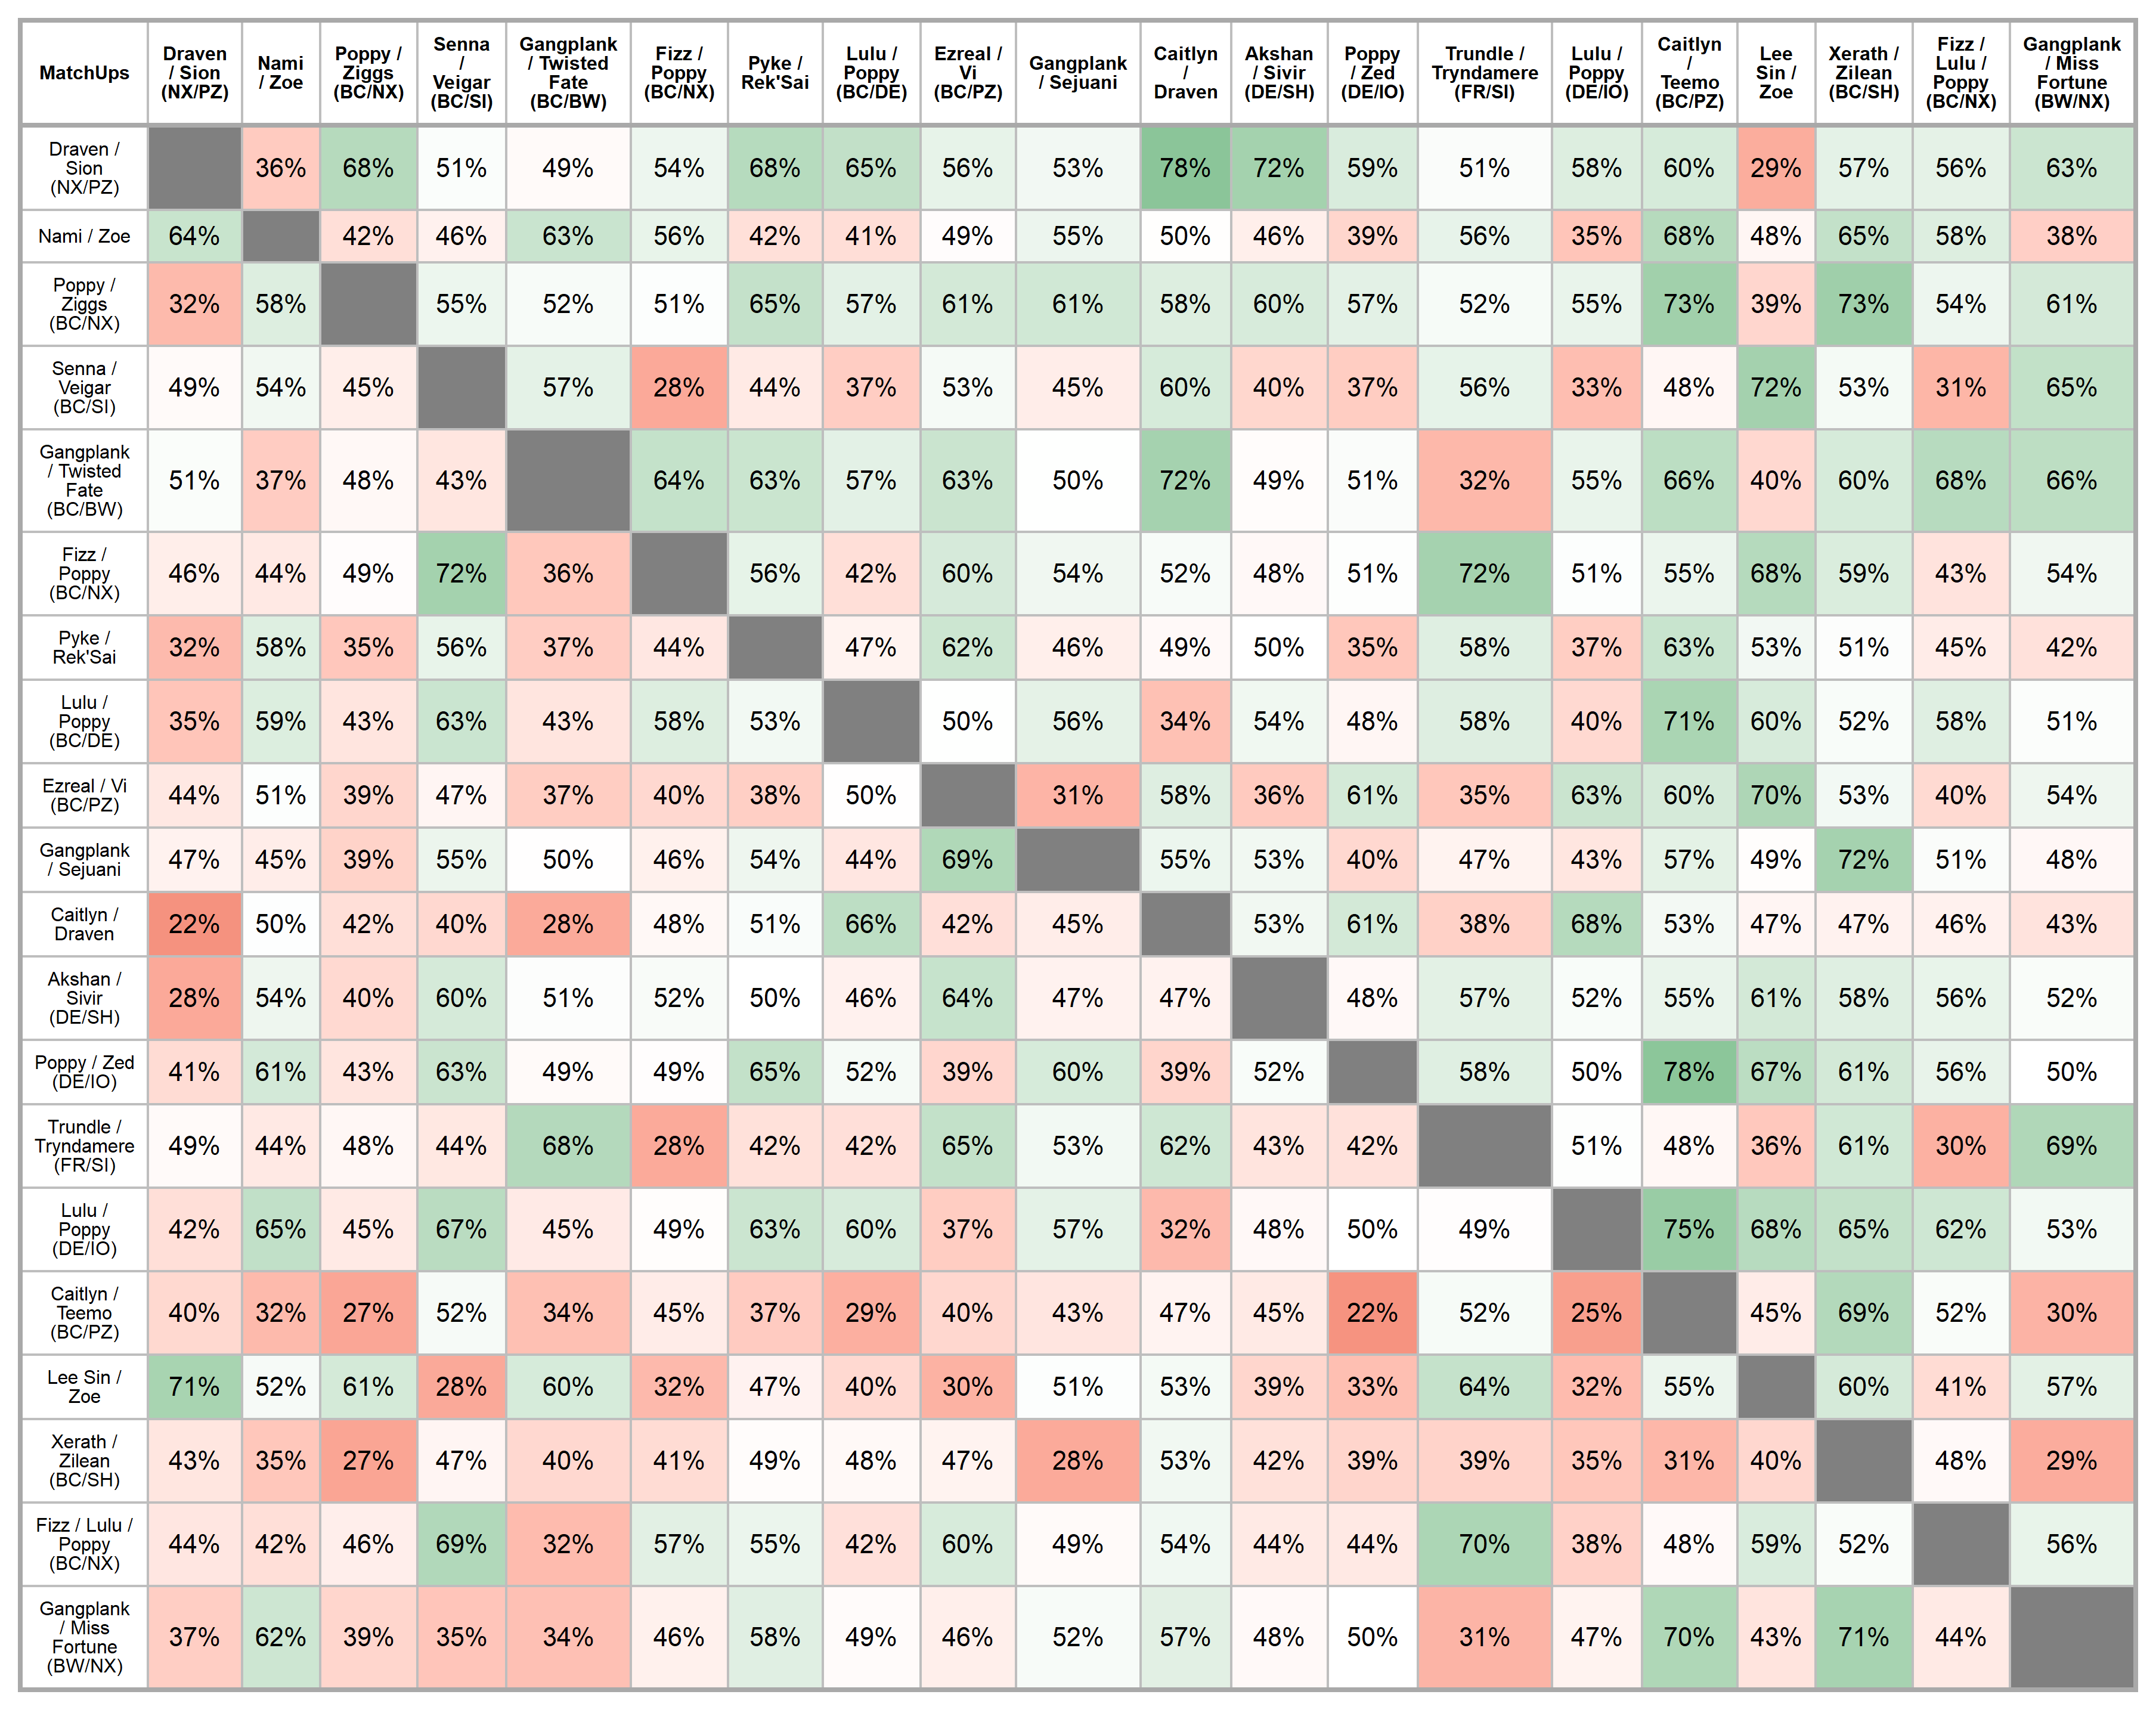 MatchUps
Draven
/ Sion
(NX/PZ)
Nami
/ Zoe
Poppy /
Ziggs
(BC/NX)
Senna
/
Veigar
(BC/SI)
Gangplank
/ Twisted
Fate
(BC/BW)
Fizz /
Poppy
(BC/NX)
Pyke /
Rek'Sai
Lulu /
Poppy
(BC/DE)
Ezreal /
Vi
(BC/PZ)
Gangplank
/ Sejuani
Caitlyn
/
Draven
Akshan
/ Sivir
(DE/SH)
Poppy
/ Zed
(DE/IO)
Trundle /
Tryndamere
(FR/SI)
Lulu /
Poppy
(DE/IO)
Caitlyn
/
Teemo
(BC/PZ)
Lee
Sin /
Zoe
Xerath /
Zilean
(BC/SH)
Fizz /
Lulu /
Poppy
(BC/NX)
Gangplank
/ Miss
Fortune
(BW/NX)
Draven /
Sion
(NX/PZ)
36% 68% 51% 49% 54% 68% 65% 56% 53% 78% 72% 59% 51% 58% 60% 29% 57% 56% 63%
Nami / Zoe
64% 42% 46% 63% 56% 42% 41% 49% 55% 50% 46% 39% 56% 35% 68% 48% 65% 58% 38%
Poppy /
Ziggs
(BC/NX)
32% 58% 55% 52% 51% 65% 57% 61% 61% 58% 60% 57% 52% 55% 73% 39% 73% 54% 61%
Senna /
Veigar
(BC/SI)
49% 54% 45% 57% 28% 44% 37% 53% 45% 60% 40% 37% 56% 33% 48% 72% 53% 31% 65%
Gangplank
/ Twisted
Fate
(BC/BW)
51% 37% 48% 43% 64% 63% 57% 63% 50% 72% 49% 51% 32% 55% 66% 40% 60% 68% 66%
Fizz /
Poppy
(BC/NX)
46% 44% 49% 72% 36% 56% 42% 60% 54% 52% 48% 51% 72% 51% 55% 68% 59% 43% 54%
Pyke /
Rek'Sai
32% 58% 35% 56% 37% 44% 47% 62% 46% 49% 50% 35% 58% 37% 63% 53% 51% 45% 42%
Lulu /
Poppy
(BC/DE)
35% 59% 43% 63% 43% 58% 53% 50% 56% 34% 54% 48% 58% 40% 71% 60% 52% 58% 51%
Ezreal / Vi
(BC/PZ)
44% 51% 39% 47% 37% 40% 38% 50% 31% 58% 36% 61% 35% 63% 60% 70% 53% 40% 54%
Gangplank
/ Sejuani
47% 45% 39% 55% 50% 46% 54% 44% 69% 55% 53% 40% 47% 43% 57% 49% 72% 51% 48%
Caitlyn /
Draven
22% 50% 42% 40% 28% 48% 51% 66% 42% 45% 53% 61% 38% 68% 53% 47% 47% 46% 43%
Akshan /
Sivir
(DE/SH)
28% 54% 40% 60% 51% 52% 50% 46% 64% 47% 47% 48% 57% 52% 55% 61% 58% 56% 52%
Poppy / Zed
(DE/IO)
41% 61% 43% 63% 49% 49% 65% 52% 39% 60% 39% 52% 58% 50% 78% 67% 61% 56% 50%
Trundle /
Tryndamere
(FR/SI)
49% 44% 48% 44% 68% 28% 42% 42% 65% 53% 62% 43% 42% 51% 48% 36% 61% 30% 69%
Lulu /
Poppy
(DE/IO)
42% 65% 45% 67% 45% 49% 63% 60% 37% 57% 32% 48% 50% 49% 75% 68% 65% 62% 53%
Caitlyn /
Teemo
(BC/PZ)
40% 32% 27% 52% 34% 45% 37% 29% 40% 43% 47% 45% 22% 52% 25% 45% 69% 52% 30%
Lee Sin /
Zoe
71% 52% 61% 28% 60% 32% 47% 40% 30% 51% 53% 39% 33% 64% 32% 55% 60% 41% 57%
Xerath /
Zilean
(BC/SH)
43% 35% 27% 47% 40% 41% 49% 48% 47% 28% 53% 42% 39% 39% 35% 31% 40% 48% 29%
Fizz / Lulu /
Poppy
(BC/NX)
44% 42% 46% 69% 32% 57% 55% 42% 60% 49% 54% 44% 44% 70% 38% 48% 59% 52% 56%
Gangplank
/ Miss
Fortune
(BW/NX)
37% 62% 39% 35% 34% 46% 58% 49% 46% 52% 57% 48% 50% 31% 47% 70% 43% 71% 44%